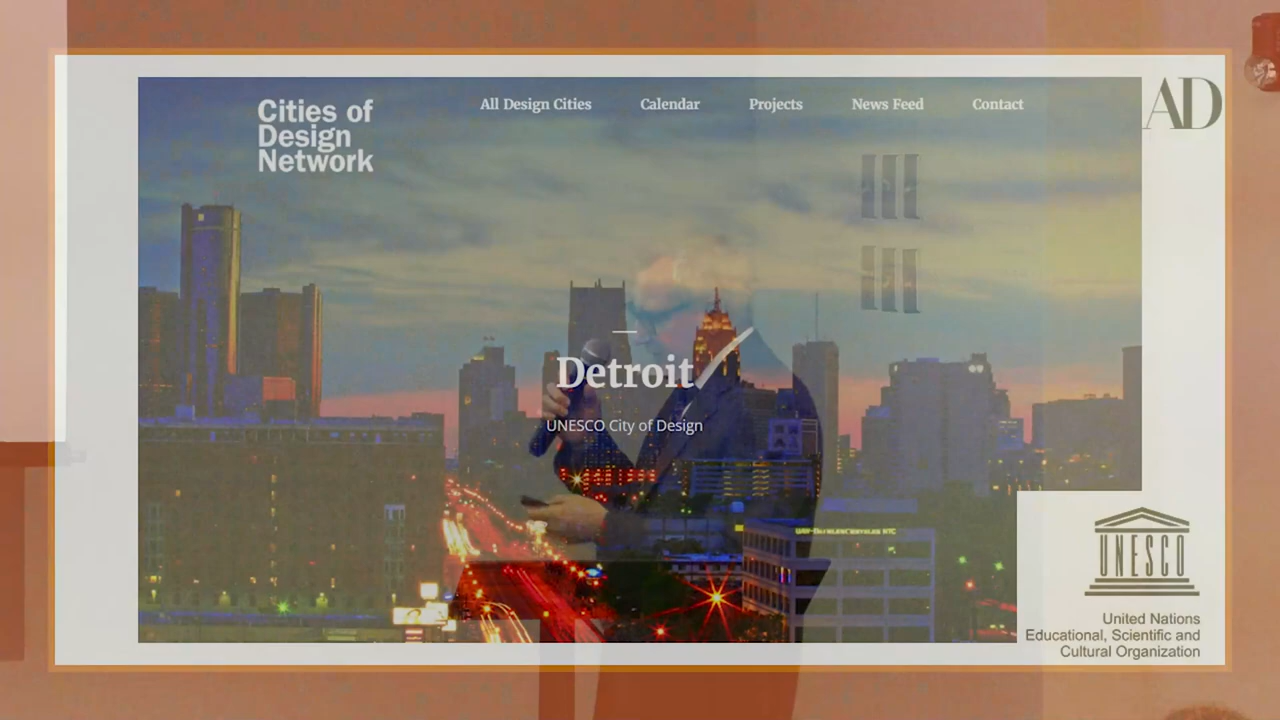 Cities of
Design
Network
All Design Cities
Calendar
Projects
News Feed
Contact
AD
Detroit
UNESCO City of Design
UNESCO
United Nations
Educational, Scientific and
Cultural Organization